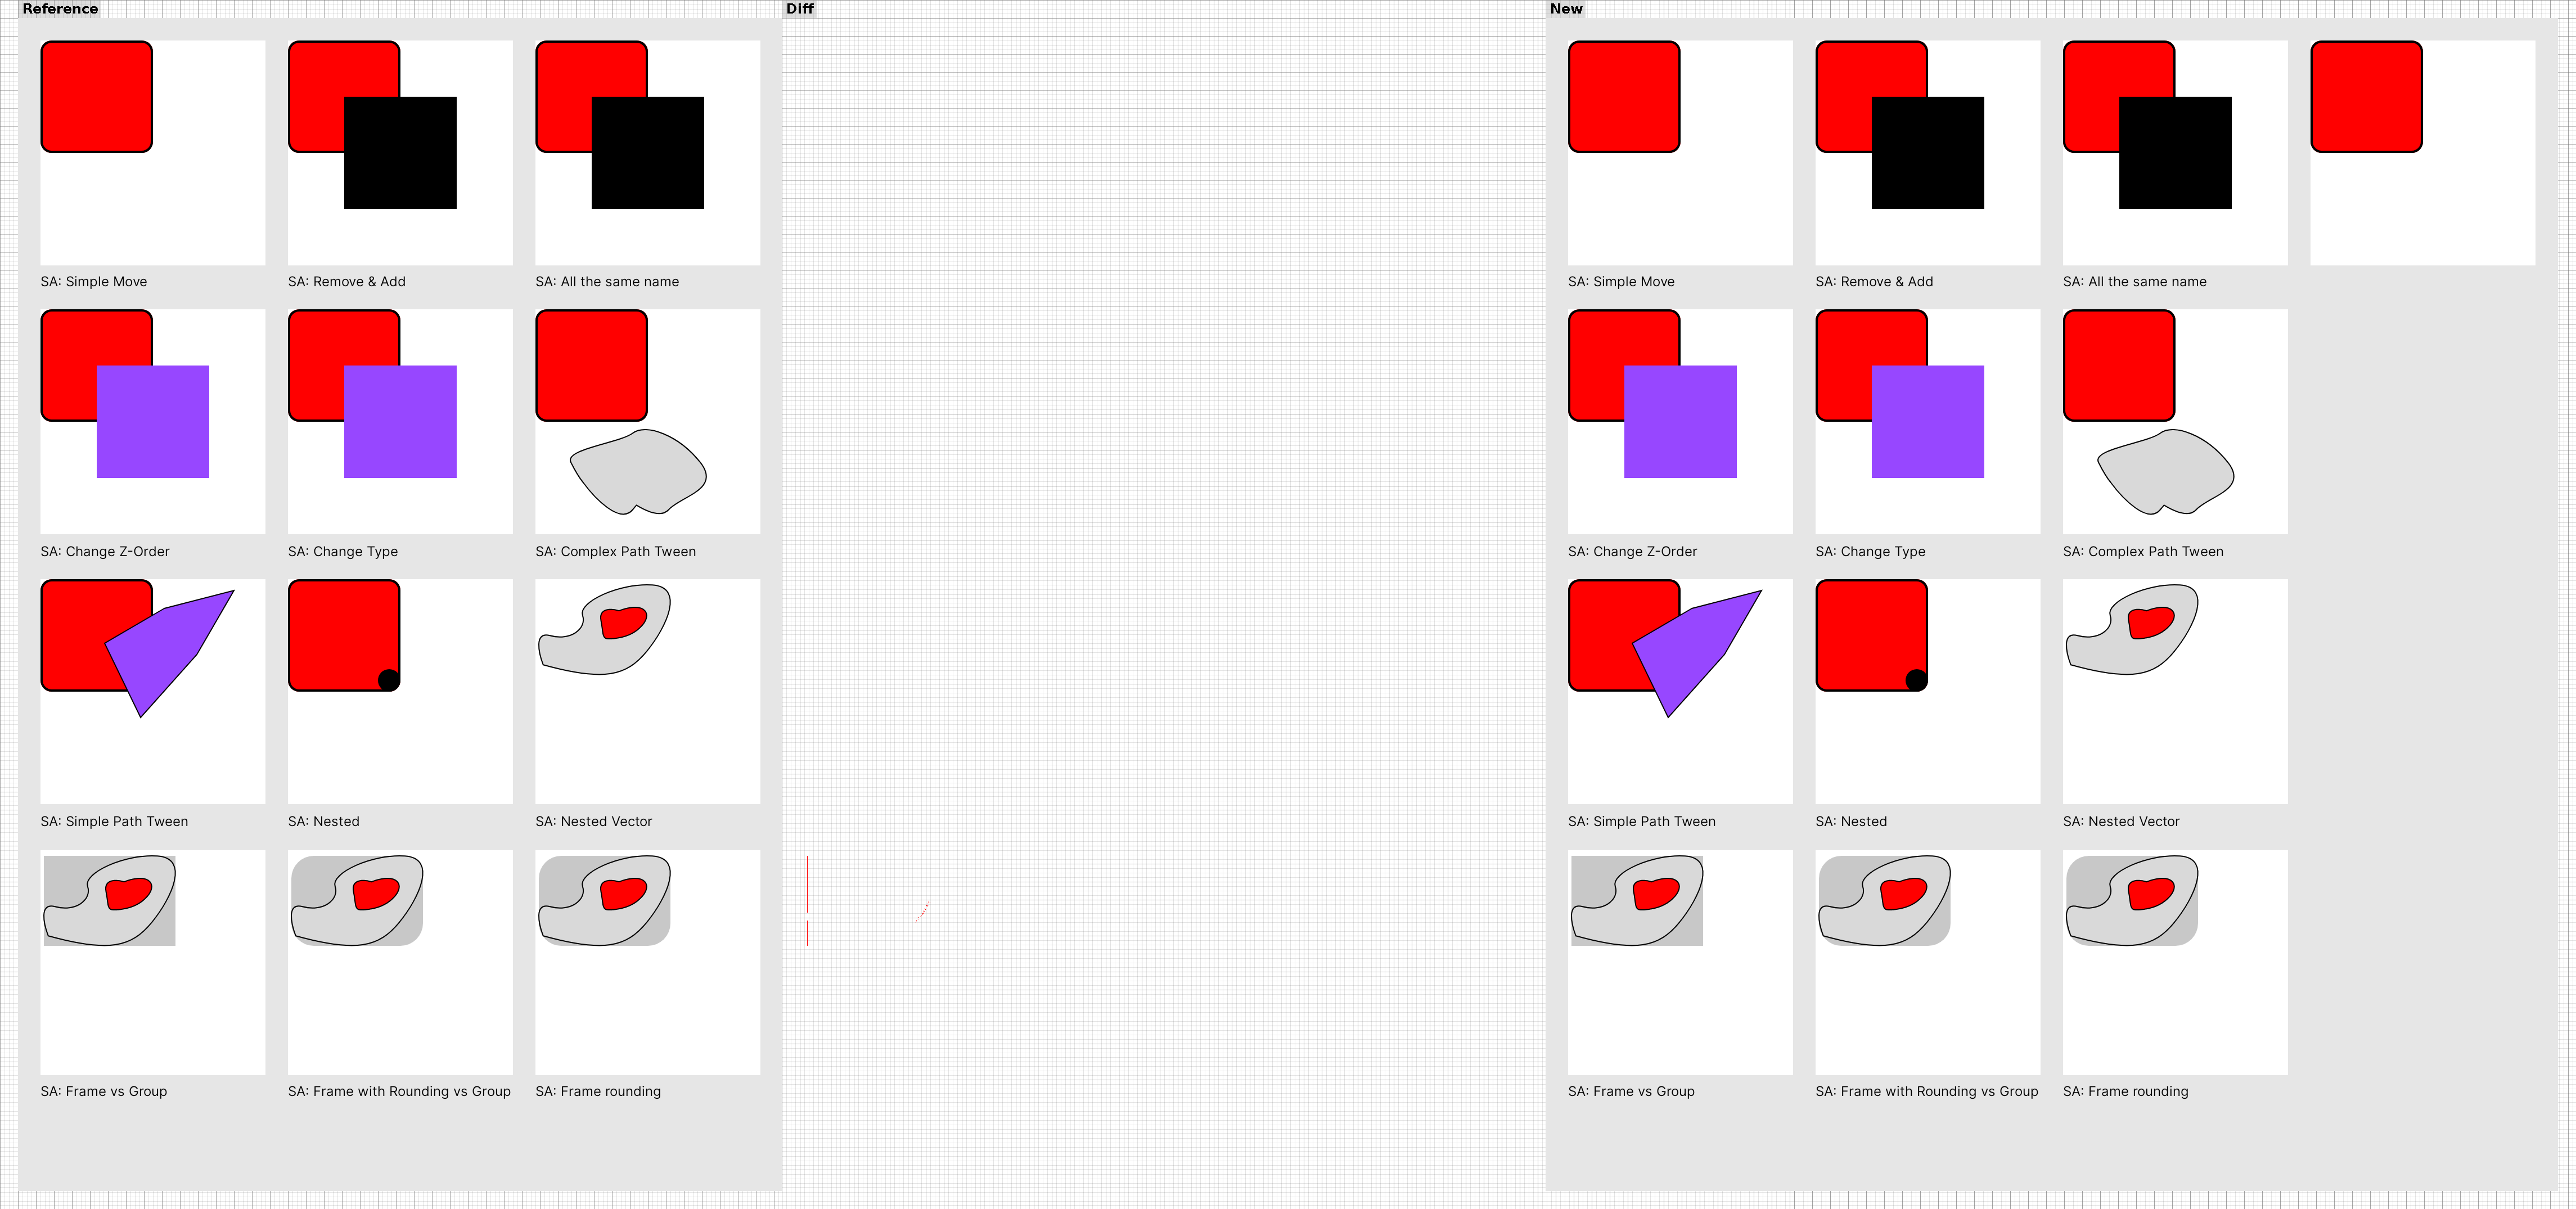 Reference
Diff
New
SA: Simple Move
SA: Remove & Add
SA: All the same name
SA: Change Z-Order
SA: Change Type
SA: Complex Path Tween
SA: Simple Path Tween
SA: Nested
SA: Nested Vector
SA: Frame vs Group
SA: Frame with Rounding vs Group
SA: Frame rounding
SA: Simple Move
SA: Remove & Add
SA: All the same name
SA: Change Z-Order
SA: Change Type
SA: Complex Path Tween
SA: Simple Path Tween
SA: Nested
SA: Nested Vector
SA: Frame vs Group
SA: Frame with Rounding vs Group
SA: Frame rounding